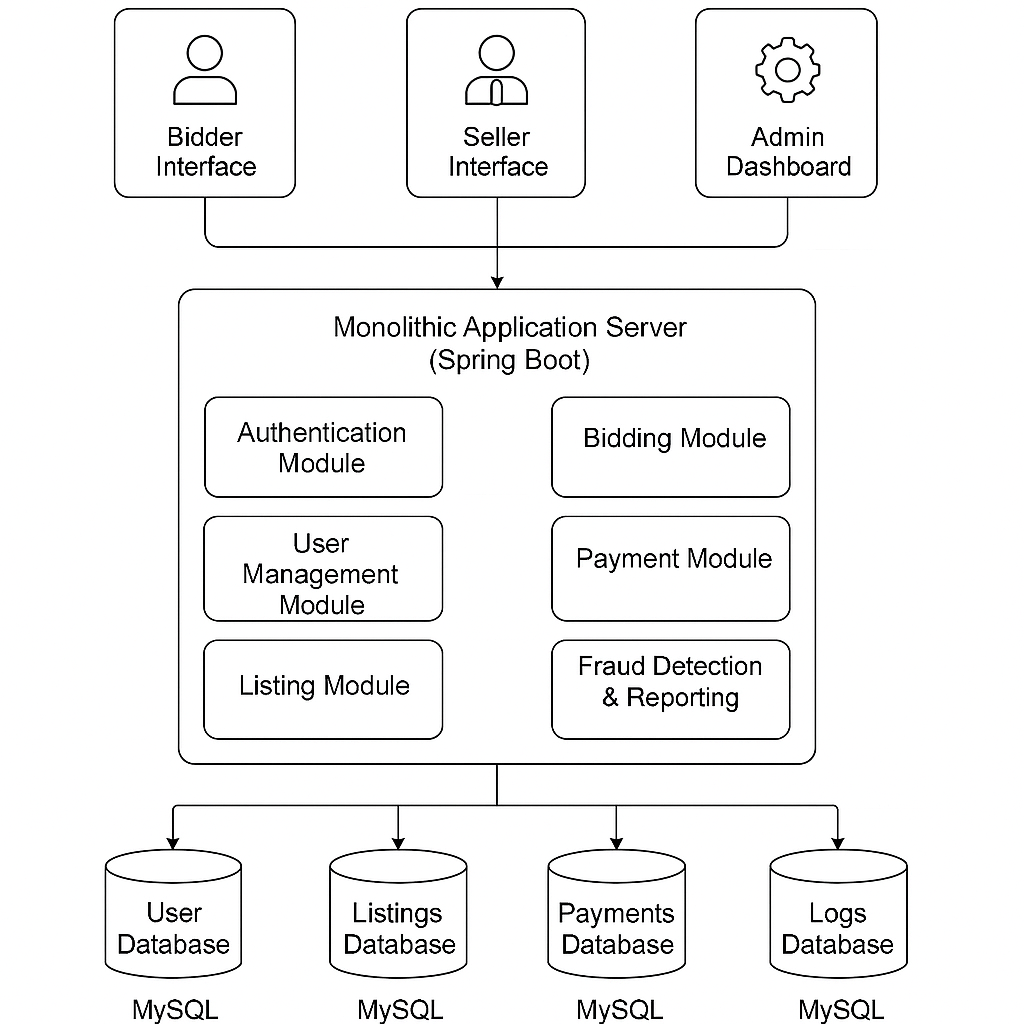 Bidder
Interface
Seller
Interface
Admin
Dashboard
Monolithic Application Server
(Spring Boot)
Authentication
Module
Bidding Module
User
Management
Module
Payment Module
Listing Module
Fraud Detection
& Reporting
User
Database
Listings
Database
Payments
Database
Logs
Database
MySQL
MySQL
MySQL
MySQL